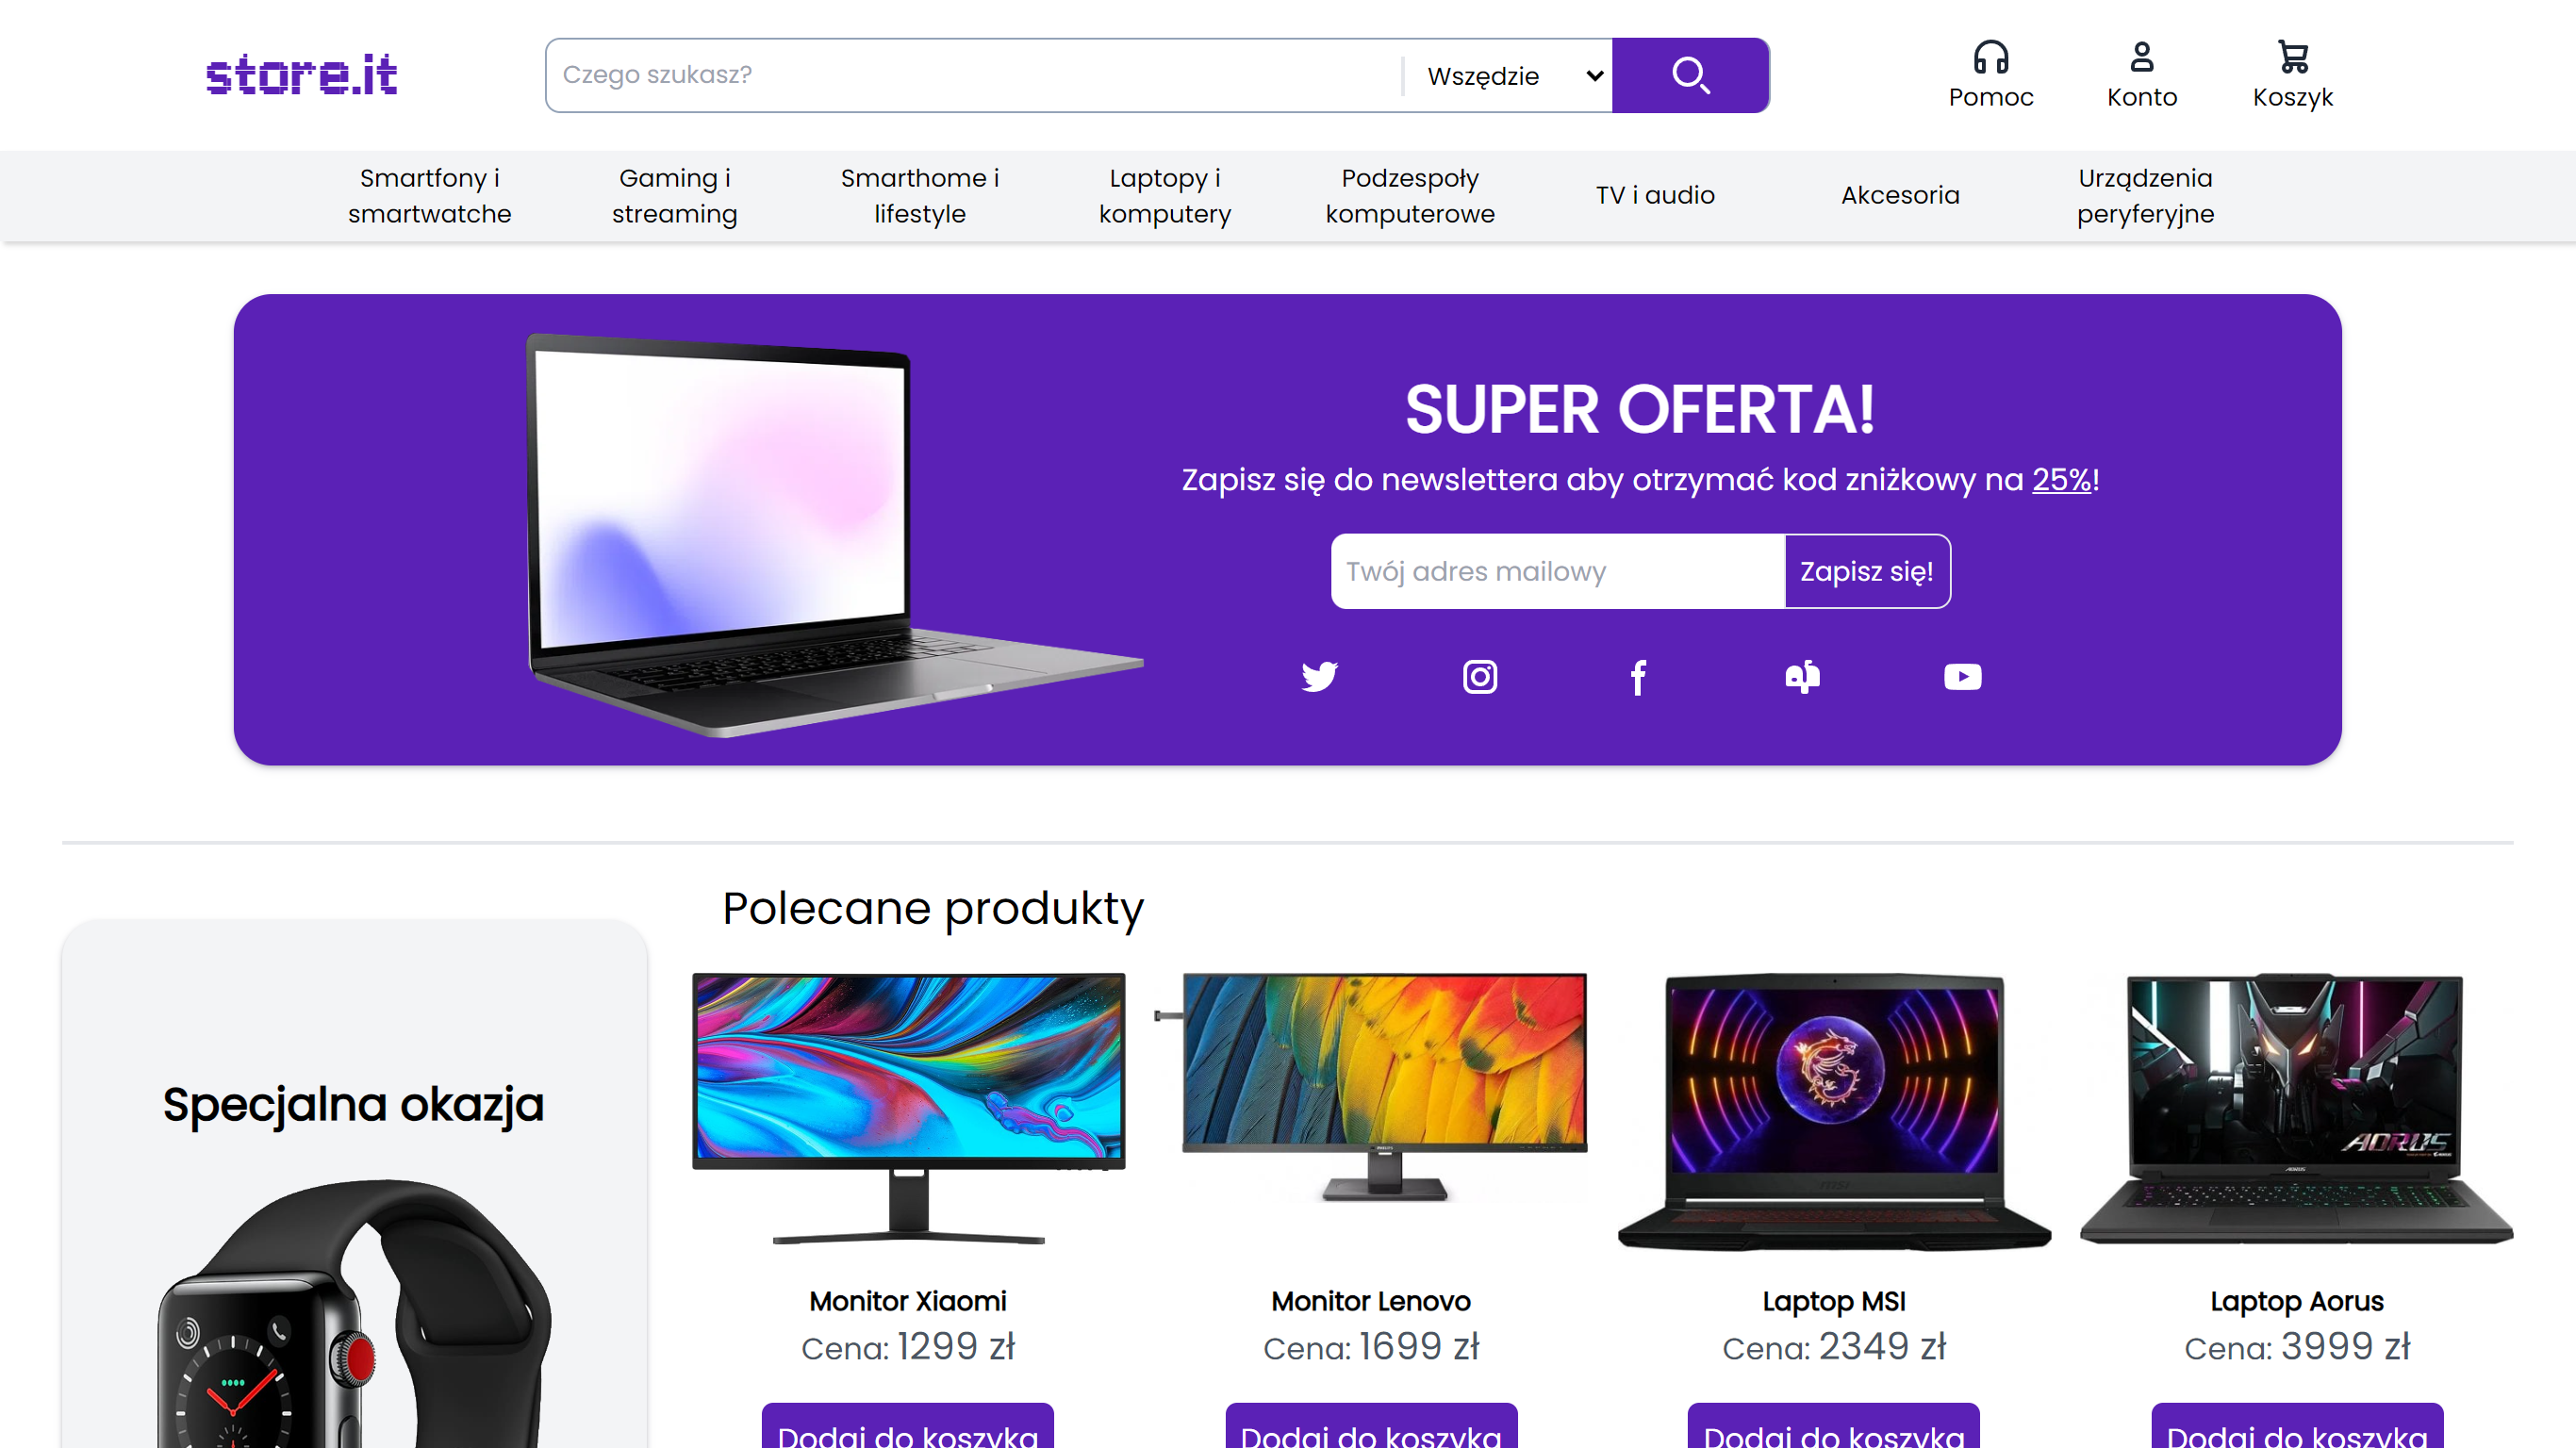 store.it
Czego szukasz?
Wszędzie
Pomoc
Konto
Koszyk
Smartfony i
smartwatche
Gaming i
streaming
Smarthome i
lifestyle
Laptopy i
komputery
Podzespoły
komputerowe
TV i audio
Akcesoria
Urządzenia
peryferyjne
SUPER OFERTA!
Zapisz się do newslettera aby otrzymać kod zniżkowy na 25%!
Twój adres mailowy
Zapisz się!
Polecane produkty
Specjalna okazja
AORUS
Monitor Xiaomi
Cena: 1299 zł
Dodaj do koszyka
Monitor Lenovo
Cena: 1699 zł
Dodaj do koszyka
Laptop MSI
Cena: 2349 zł
Dodaj do koszyka
Laptop Aorus
Cena: 3999 zł
Dodaj do koszyka